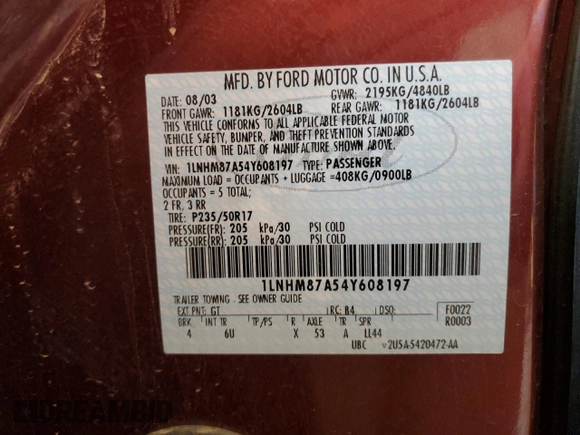 MFD. BY FORD MOTOR CO. IN U.S.A.
DATE: 08/03 GVWR: 2195KG/4840LB
FRONT GAWR: 1181KG/2604LB REAR GAWR: 1181KG/2604LB
THIS VEHICLE CONFORMS TO ALL APPLICABLE FEDERAL MOTOR
VEHICLE SAFETY, BUMPER, AND THEFT PREVENTION STANDARDS
IN EFFECT ON THE DATE OF MANUFACTURE SHOWN ABOVE
VIN: 1LNHM87A54Y608197 TYPE: PASSENGER
MAXIMUM LOAD = OCCUPANTS + LUGGAGE =408KG/0900LB
OCCUPANTS = 5 TOTAL;
2 FR, 3 RR
TIRE: P235/50R17
PRESSURE(FR): 205 kPa/30 PSI COLD
PRESSURE(RR): 205 kPa/30 PSI COLD
1LNHM87A54Y608197
TRAILER TOWING - SEE OWNER GUIDE
EXT PNT: GT RC: 84 DSO: F0022
BRK INT TR TP/PS R AXLE TR SPR R0003
4 6U X 53 A LL44
UBC v2U5A-5420472-AA
DREAMBID